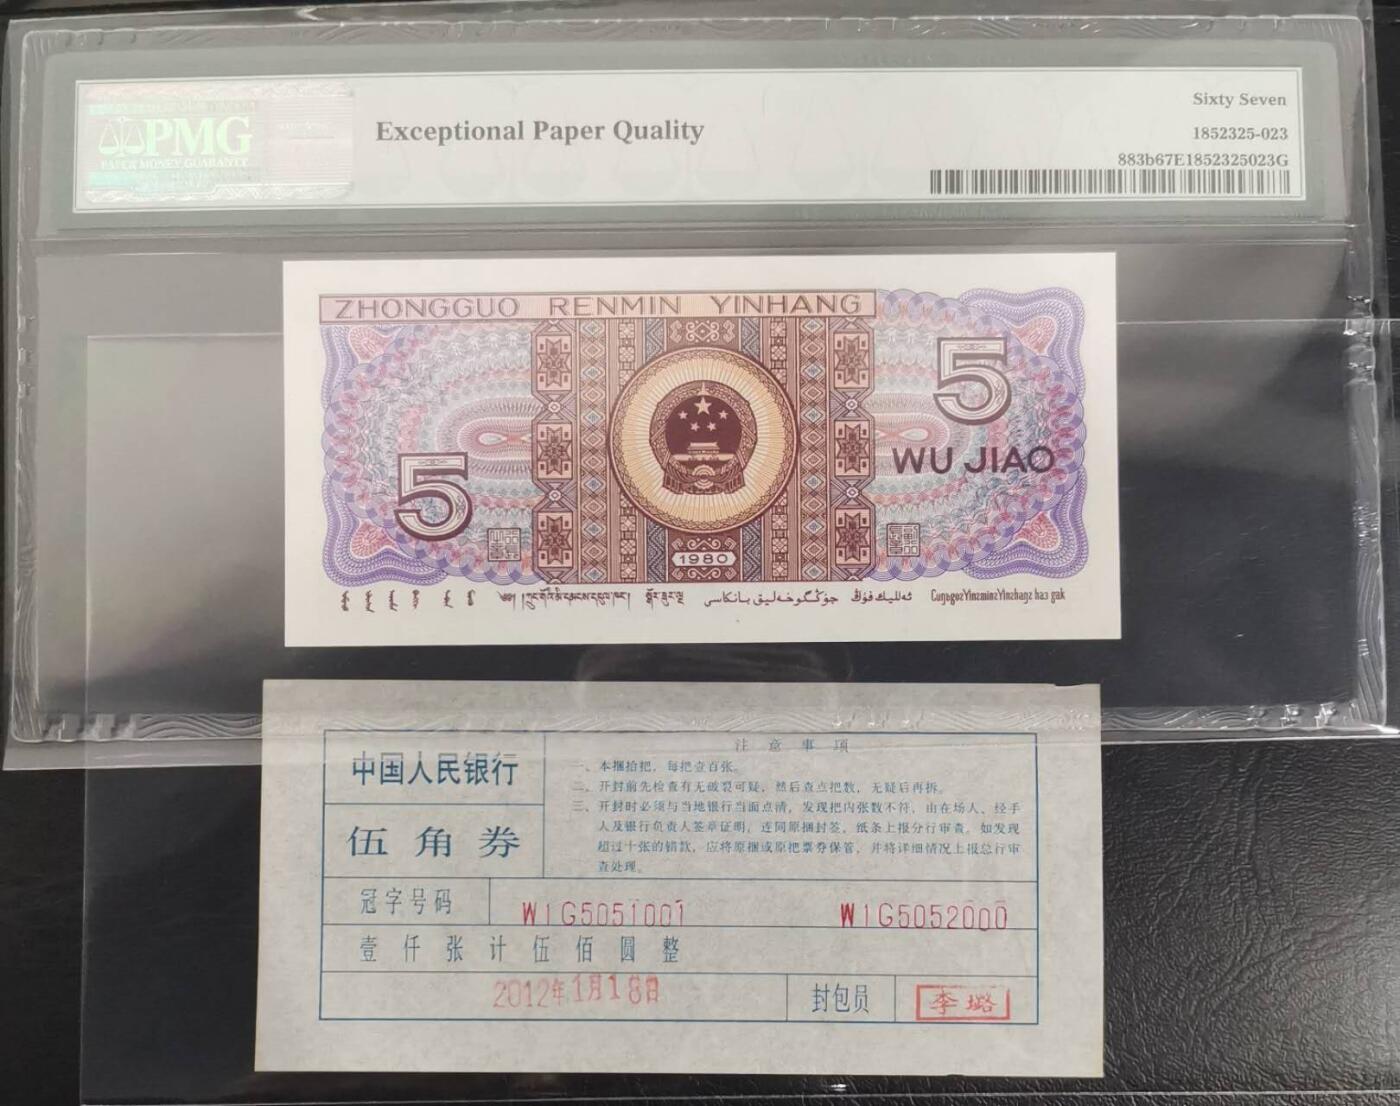 PMG
PAPER MONEY GUARANTY
Exceptional Paper Quality
Sixty Seven
1852325-023
883b67E1852325023G
ZHONGGUO RENMIN YINHANG
5
WU JIAO
5
1980
جۇڭگوخەلىق بانكىسى
CuŋƨgozYinƨminzYinzhaŋz ha3 gak
注意事项
中国人民银行
一、本捆拾把,每把壹百张。
二、开封前先检查有无破裂可疑,然后查点把数,无疑后再拆。
三、开封时必须与当地银行当面点清,发现把内张数不符,由在场人、经手
人及银行负责人签章证明,连同原捆封签,纸条上报分行审查。如发现
超过十张的错款,应将原捆或原把票券保管,并将详细情况上报总行审
查处理。
伍角券
冠字号码
W1G5051001
W1G5052000
壹仟张计伍佰圆整
2012年1月18日
封包员
李璐